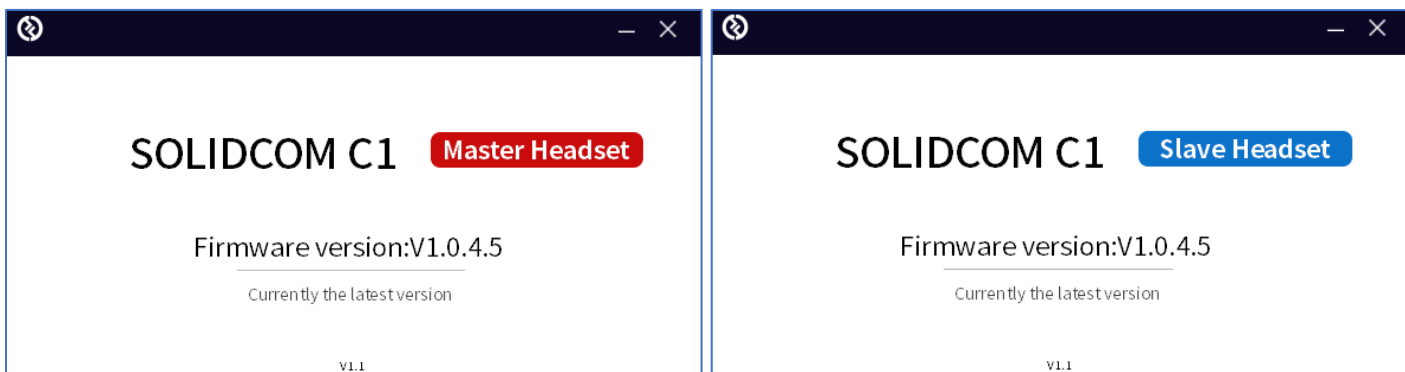 SOLIDCOM C1 Master Headset
Firmware version:V1.0.4.5
Currently the latest version
V1.1
SOLIDCOM C1 Slave Headset
Firmware version:V1.0.4.5
Currently the latest version
V1.1